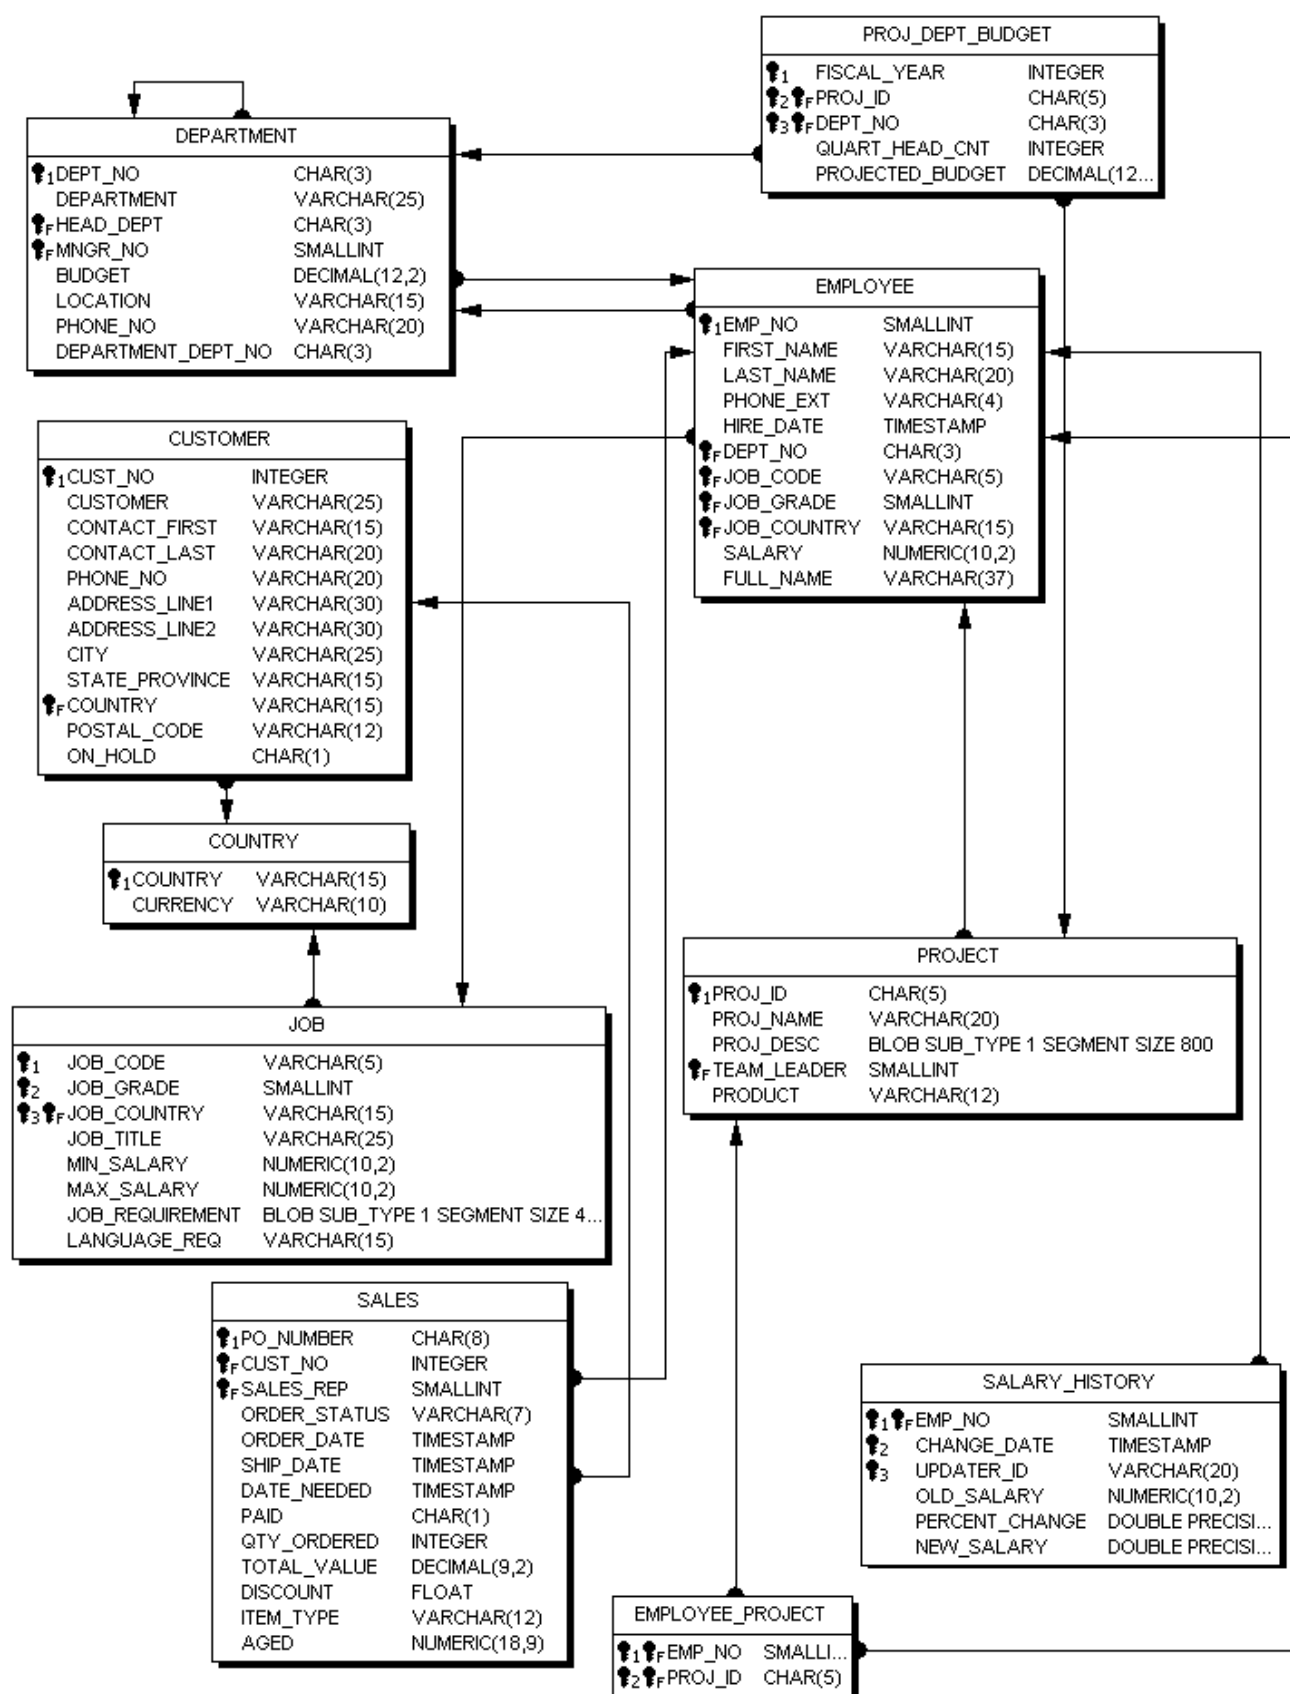 PROJ_DEPT_BUDGET
1 FISCAL_YEAR INTEGER
2 F PROJ_ID CHAR(5)
3 F DEPT_NO CHAR(3)
QUART_HEAD_CNT INTEGER
PROJECTED_BUDGET DECIMAL(12...
DEPARTMENT
1 DEPT_NO CHAR(3)
DEPARTMENT VARCHAR(25)
F HEAD_DEPT CHAR(3)
F MNGR_NO SMALLINT
BUDGET DECIMAL(12,2)
LOCATION VARCHAR(15)
PHONE_NO VARCHAR(20)
DEPARTMENT_DEPT_NO CHAR(3)
EMPLOYEE
1 EMP_NO SMALLINT
FIRST_NAME VARCHAR(15)
LAST_NAME VARCHAR(20)
PHONE_EXT VARCHAR(4)
HIRE_DATE TIMESTAMP
F DEPT_NO CHAR(3)
F JOB_CODE VARCHAR(5)
F JOB_GRADE SMALLINT
F JOB_COUNTRY VARCHAR(15)
SALARY NUMERIC(10,2)
FULL_NAME VARCHAR(37)
CUSTOMER
1 CUST_NO INTEGER
CUSTOMER VARCHAR(25)
CONTACT_FIRST VARCHAR(15)
CONTACT_LAST VARCHAR(20)
PHONE_NO VARCHAR(20)
ADDRESS_LINE1 VARCHAR(30)
ADDRESS_LINE2 VARCHAR(30)
CITY VARCHAR(25)
STATE_PROVINCE VARCHAR(15)
F COUNTRY VARCHAR(15)
POSTAL_CODE VARCHAR(12)
ON_HOLD CHAR(1)
COUNTRY
1 COUNTRY VARCHAR(15)
CURRENCY VARCHAR(10)
PROJECT
1 PROJ_ID CHAR(5)
PROJ_NAME VARCHAR(20)
PROJ_DESC BLOB SUB_TYPE 1 SEGMENT SIZE 800
F TEAM_LEADER SMALLINT
PRODUCT VARCHAR(12)
JOB
1 JOB_CODE VARCHAR(5)
2 JOB_GRADE SMALLINT
3 F JOB_COUNTRY VARCHAR(15)
JOB_TITLE VARCHAR(25)
MIN_SALARY NUMERIC(10,2)
MAX_SALARY NUMERIC(10,2)
JOB_REQUIREMENT BLOB SUB_TYPE 1 SEGMENT SIZE 4...
LANGUAGE_REQ VARCHAR(15)
SALES
1 PO_NUMBER CHAR(8)
F CUST_NO INTEGER
F SALES_REP SMALLINT
ORDER_STATUS VARCHAR(7)
ORDER_DATE TIMESTAMP
SHIP_DATE TIMESTAMP
DATE_NEEDED TIMESTAMP
PAID CHAR(1)
QTY_ORDERED INTEGER
TOTAL_VALUE DECIMAL(9,2)
DISCOUNT FLOAT
ITEM_TYPE VARCHAR(12)
AGED NUMERIC(18,9)
SALARY_HISTORY
1 F EMP_NO SMALLINT
2 CHANGE_DATE TIMESTAMP
3 UPDATER_ID VARCHAR(20)
OLD_SALARY NUMERIC(10,2)
PERCENT_CHANGE DOUBLE PRECISI...
NEW_SALARY DOUBLE PRECISI...
EMPLOYEE_PROJECT
1 F EMP_NO SMALLI...
2 F PROJ_ID CHAR(5)